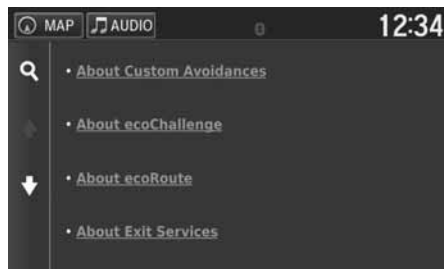 MAP AUDIO 12:34
• About Custom Avoidances
• About ecoChallenge
• About ecoRoute
• About Exit Services